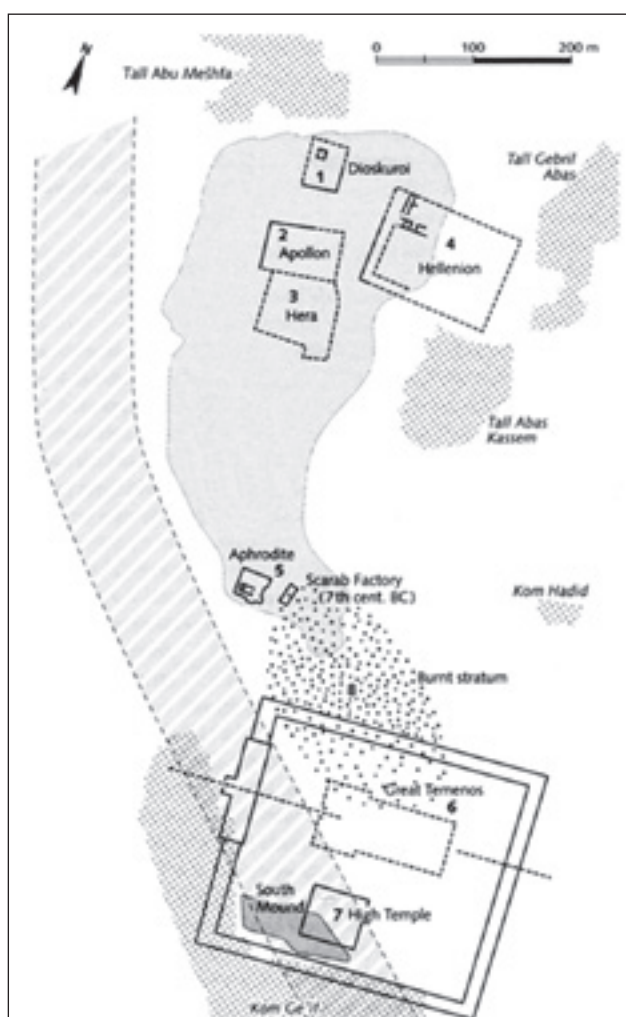 N
0 100 200 m
Tall Abu Mešhfa
Tall Gebril
Abas
1
Dioskuroi
2
Apollon
4
Hellenion
3
Hera
Tall Abas
Kassem
Aphrodite
5
Scarab Factory
(7th cent. BC)
Kom Hadid
Burnt stratum
8
Great Temenos
6
South
Mound
7 High Temple